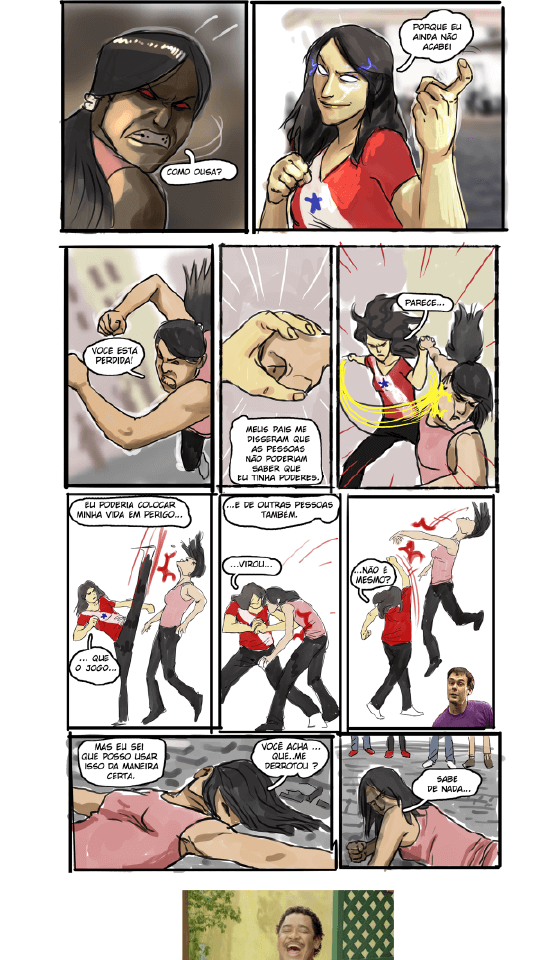 COMO OUSA?
PORQUE EU
AINDA NÃO
ACABEI
VOCÊ ESTÁ
PERDIDA!
MEUS PAIS ME
DISSERAM QUE
AS PESSOAS
NÃO PODERIAM
SABER QUE
EU TINHA PODERES.
PARECE...
EU PODERIA COLOCAR
MINHA VIDA EM PERIGO...
... QUE
O JOGO...
...E DE OUTRAS PESSOAS
TAMBÉM.
...VIROU...
...NÃO É
MESMO?
MAS EU SEI
QUE POSSO USAR
ISSO DA MANEIRA
CERTA.
VOCÊ ACHA ...
QUE..ME
DERROTOU ?
SABE
DE NADA...